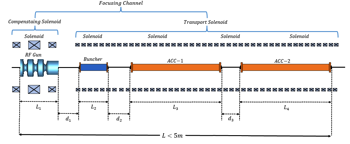 Focusing Channel
Compensating Solenoid
Transport Solenoid
Solenoid
Solenoid
Solenoid
Solenoid
RF Gun
Buncher
ACC-1
ACC-2
L₁
L₂
L₃
L₄
d₁
d₂
d₃
L < 5m